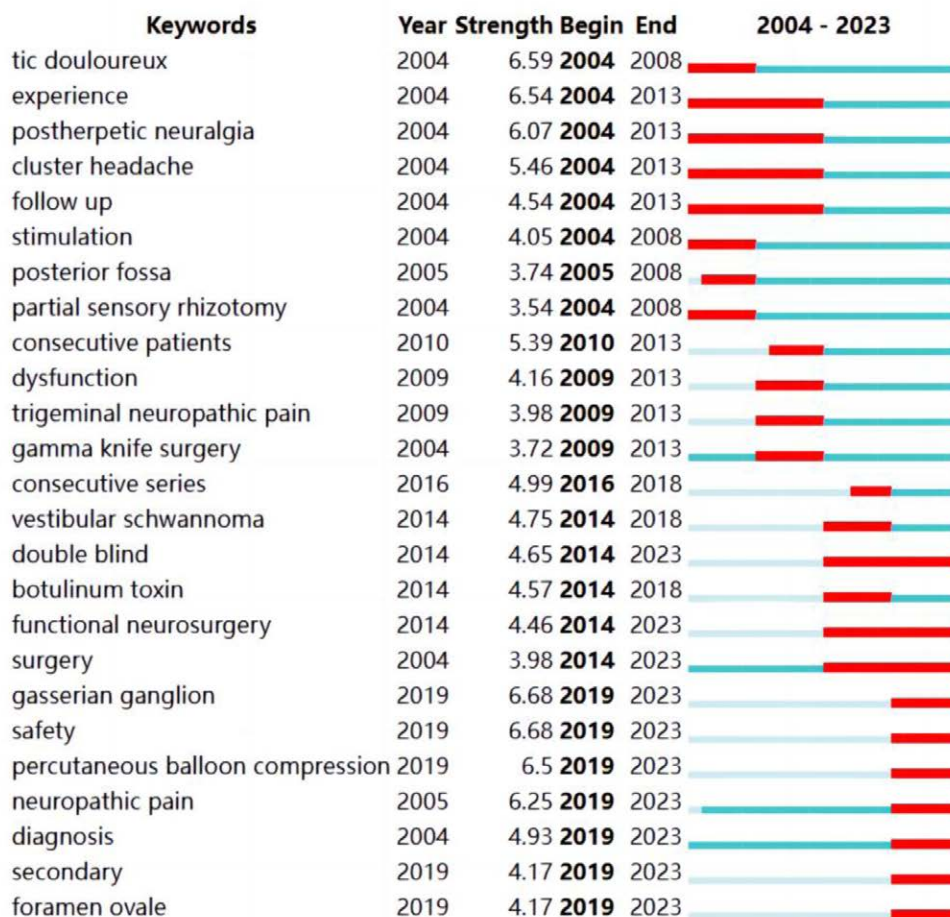 Keywords Year Strength Begin End 2004 - 2023
tic douloureux 2004 6.59 2004 2008
experience 2004 6.54 2004 2013
postherpetic neuralgia 2004 6.07 2004 2013
cluster headache 2004 5.46 2004 2013
follow up 2004 4.54 2004 2013
stimulation 2004 4.05 2004 2008
posterior fossa 2005 3.74 2005 2008
partial sensory rhizotomy 2004 3.54 2004 2008
consecutive patients 2010 5.39 2010 2013
dysfunction 2009 4.16 2009 2013
trigeminal neuropathic pain 2009 3.98 2009 2013
gamma knife surgery 2004 3.72 2009 2013
consecutive series 2016 4.99 2016 2018
vestibular schwannoma 2014 4.75 2014 2018
double blind 2014 4.65 2014 2023
botulinum toxin 2014 4.57 2014 2018
functional neurosurgery 2014 4.46 2014 2023
surgery 2004 3.98 2014 2023
gasserian ganglion 2019 6.68 2019 2023
safety 2019 6.68 2019 2023
percutaneous balloon compression 2019 6.5 2019 2023
neuropathic pain 2005 6.25 2019 2023
diagnosis 2004 4.93 2019 2023
secondary 2019 4.17 2019 2023
foramen ovale 2019 4.17 2019 2023